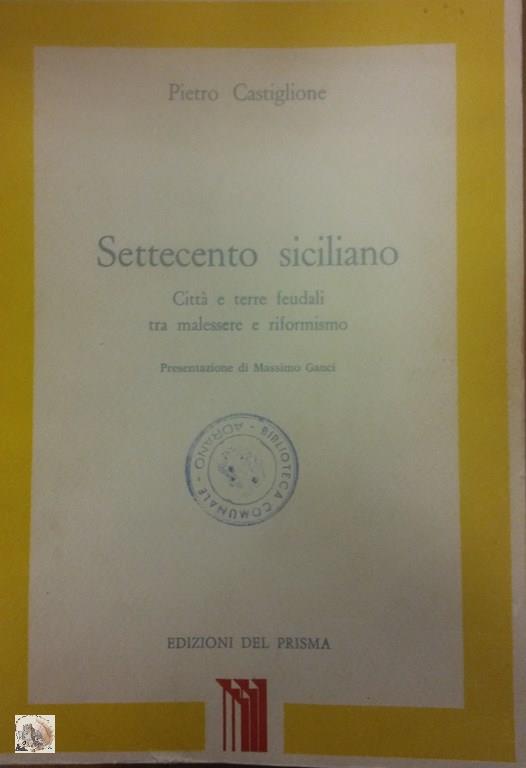 Pietro Castiglione
Settecento siciliano
Città e terre feudali
tra malessere e riformismo
Presentazione di Massimo Ganci
BIBLIOTECA COMUNALE - ADRANO -
EDIZIONI DEL PRISMA